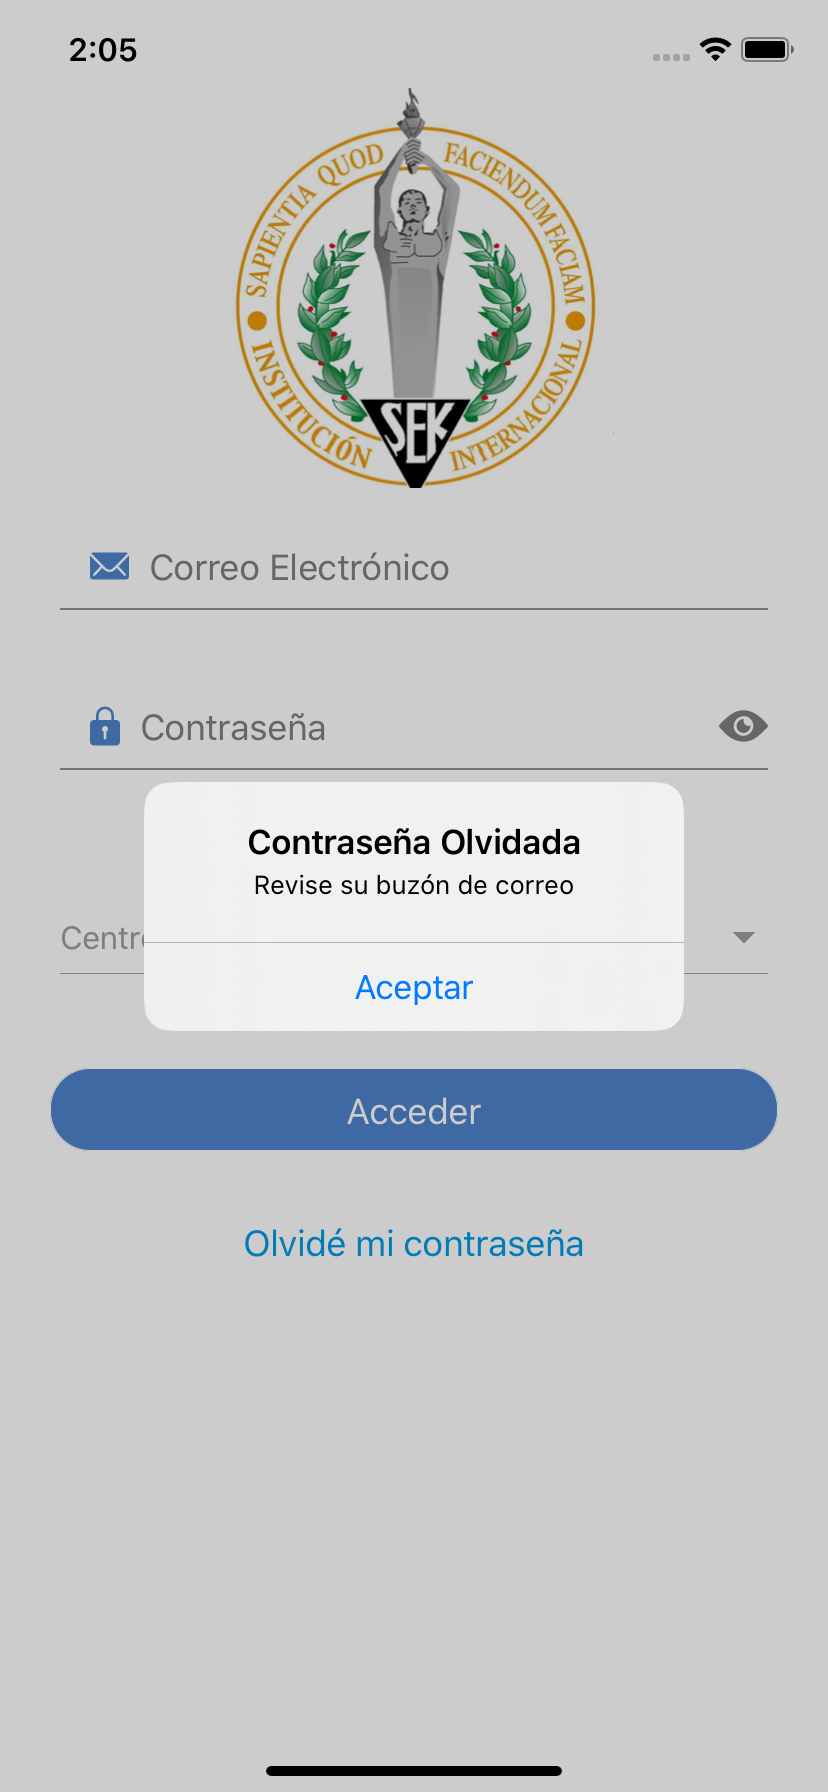 2:05
SAPIENTIA QUOD FACIENDUM FACIAM
INSTITUCIÓN INTERNACIONAL
SEK
Correo Electrónico
Contraseña
Contraseña Olvidada
Revise su buzón de correo
Centr
Aceptar
Acceder
Olvidé mi contraseña